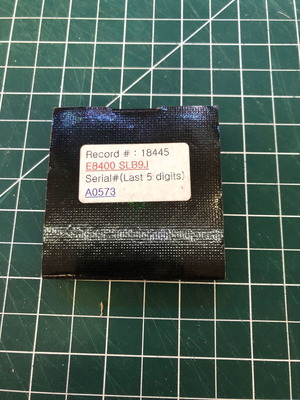 Record # : 18445
E8400 SLB9J
Serial#(Last 5 digits)
A0573